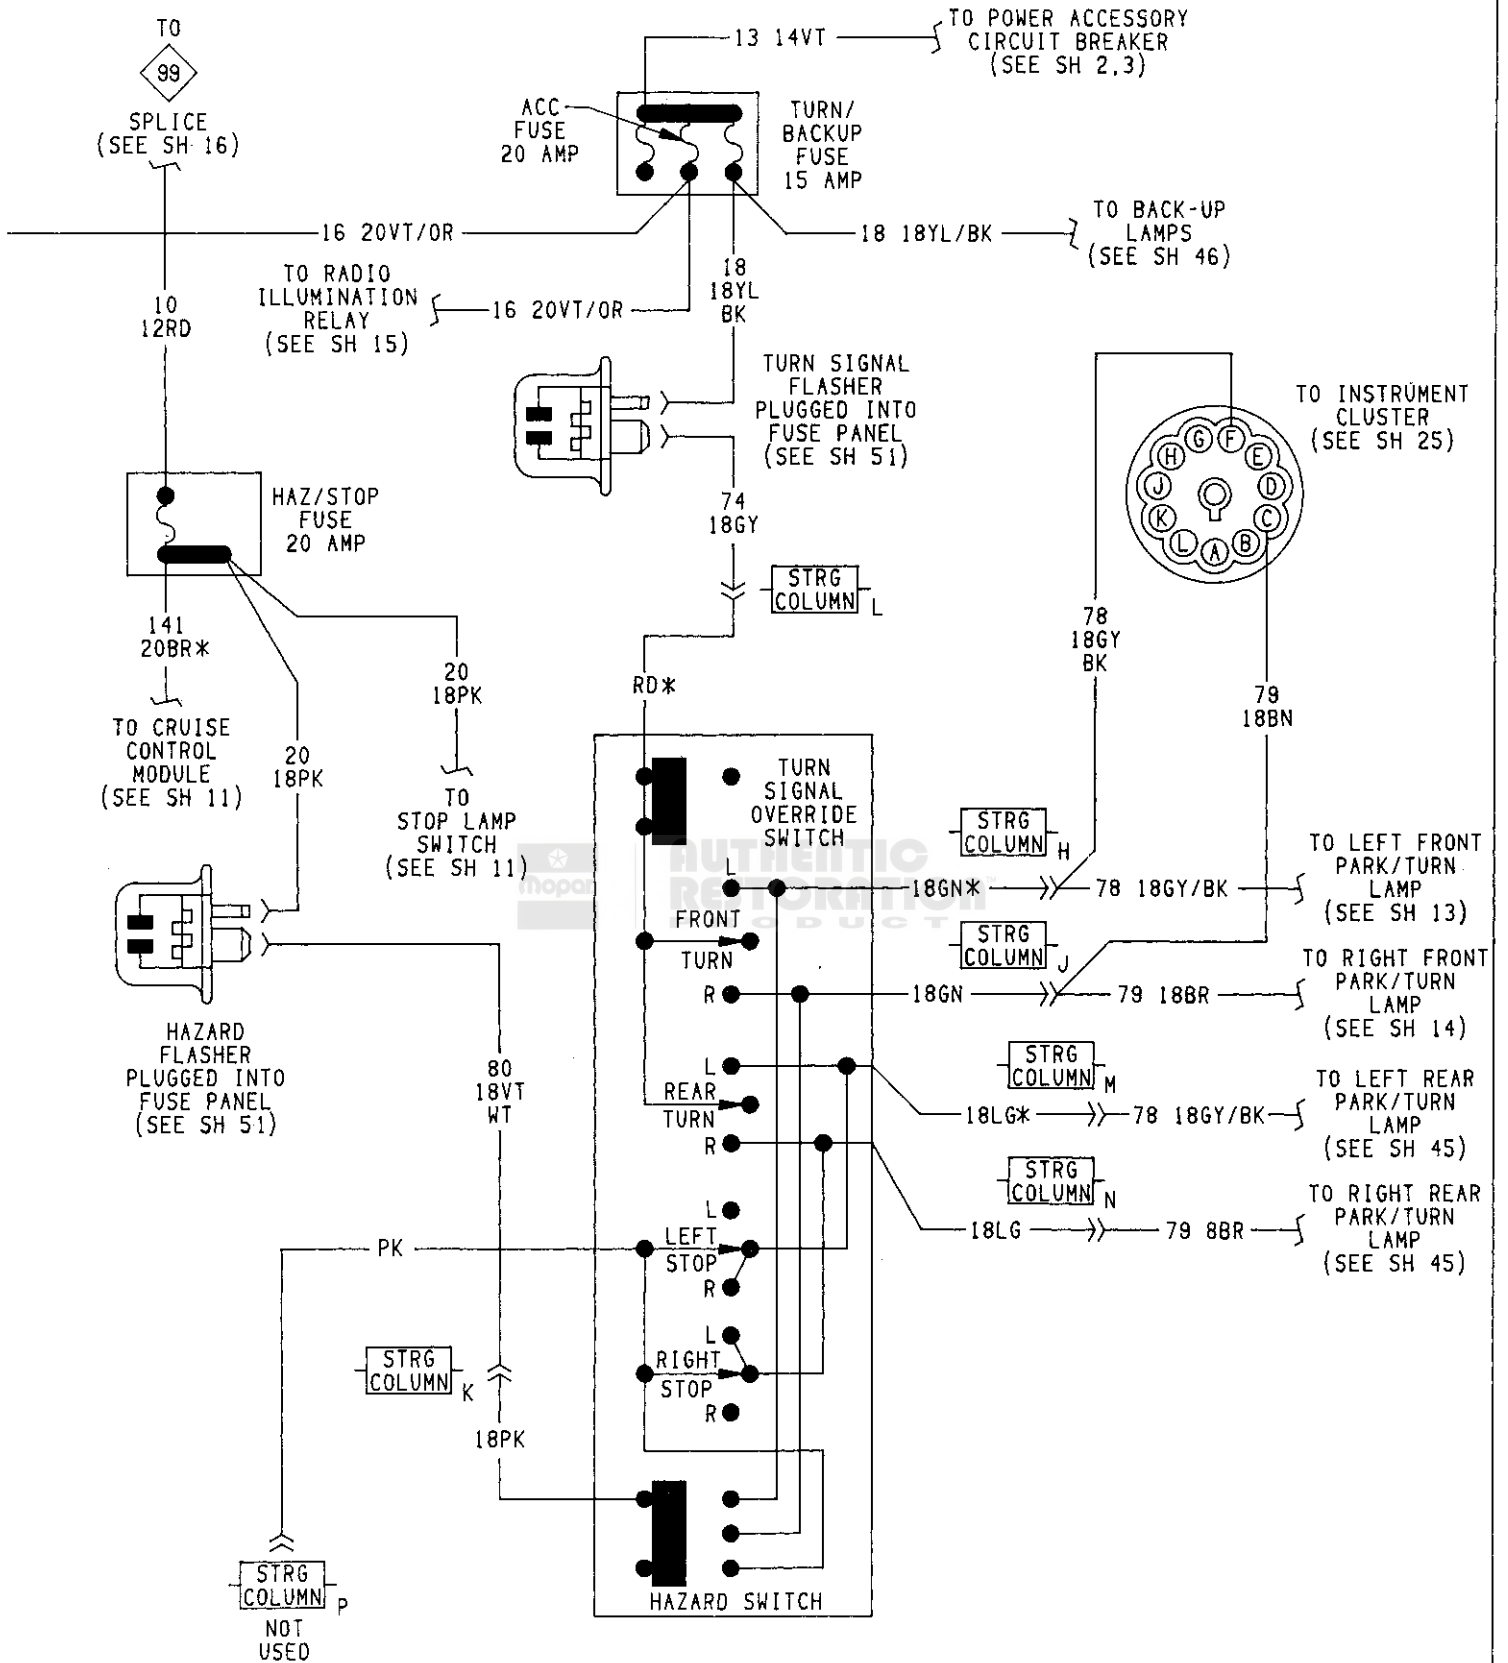 TO
99
SPLICE
(SEE SH 16)
13 14VT
TO POWER ACCESSORY
CIRCUIT BREAKER
(SEE SH 2,3)
ACC
FUSE
20 AMP
TURN/
BACKUP
FUSE
15 AMP
16 20VT/OR
18 18YL/BK
TO BACK-UP
LAMPS
(SEE SH 46)
TO RADIO
ILLUMINATION
RELAY
(SEE SH 15)
16 20VT/OR
18
18YL
BK
10
12RD
TURN SIGNAL
FLASHER
PLUGGED INTO
FUSE PANEL
(SEE SH 51)
TO INSTRUMENT
CLUSTER
(SEE SH 25)
G
F
E
D
C
B
A
L
K
J
H
HAZ/STOP
FUSE
20 AMP
74
18GY
STRG
COLUMN
L
141
20BR*
20
18PK
RD*
78
18GY
BK
79
18BN
TO CRUISE
CONTROL
MODULE
(SEE SH 11)
20
18PK
TO
STOP LAMP
SWITCH
(SEE SH 11)
TURN
SIGNAL
OVERRIDE
SWITCH
STRG
COLUMN
H
mopar
AUTHENTIC
RESTORATION™
PRODUCT
L
18GN*
78 18GY/BK
TO LEFT FRONT
PARK/TURN
LAMP
(SEE SH 13)
FRONT
TURN
STRG
COLUMN
J
R
18GN
79 18BR
TO RIGHT FRONT
PARK/TURN
LAMP
(SEE SH 14)
HAZARD
FLASHER
PLUGGED INTO
FUSE PANEL
(SEE SH 51)
80
18VT
WT
L
REAR
TURN
R
STRG
COLUMN
M
18LG*
78 18GY/BK
TO LEFT REAR
PARK/TURN
LAMP
(SEE SH 45)
STRG
COLUMN
N
18LG
79 8BR
TO RIGHT REAR
PARK/TURN
LAMP
(SEE SH 45)
PK
L
LEFT
STOP
R
L
RIGHT
STOP
R
STRG
COLUMN
K
18PK
HAZARD SWITCH
STRG
COLUMN
P
NOT
USED